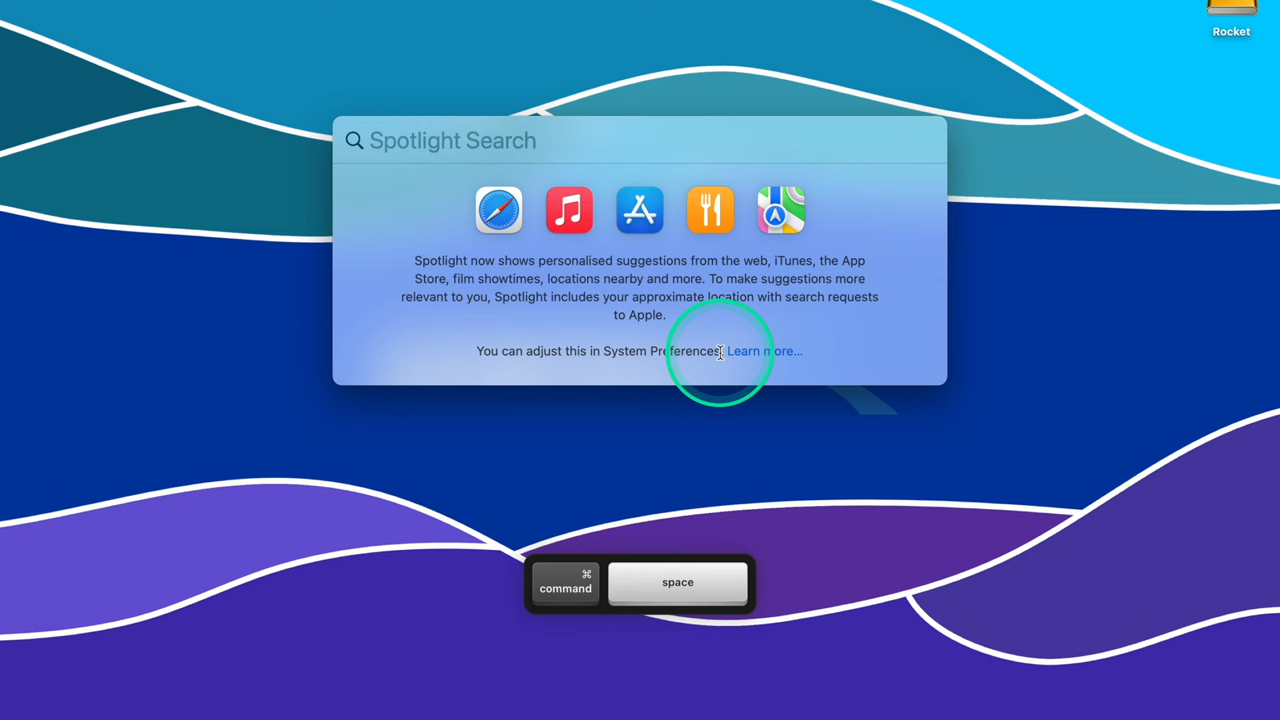 Rocket
Spotlight Search
Spotlight now shows personalised suggestions from the web, iTunes, the App
Store, film showtimes, locations nearby and more. To make suggestions more
relevant to you, Spotlight includes your approximate location with search requests
to Apple.
You can adjust this in System Preferences. Learn more...
⌘
command
space